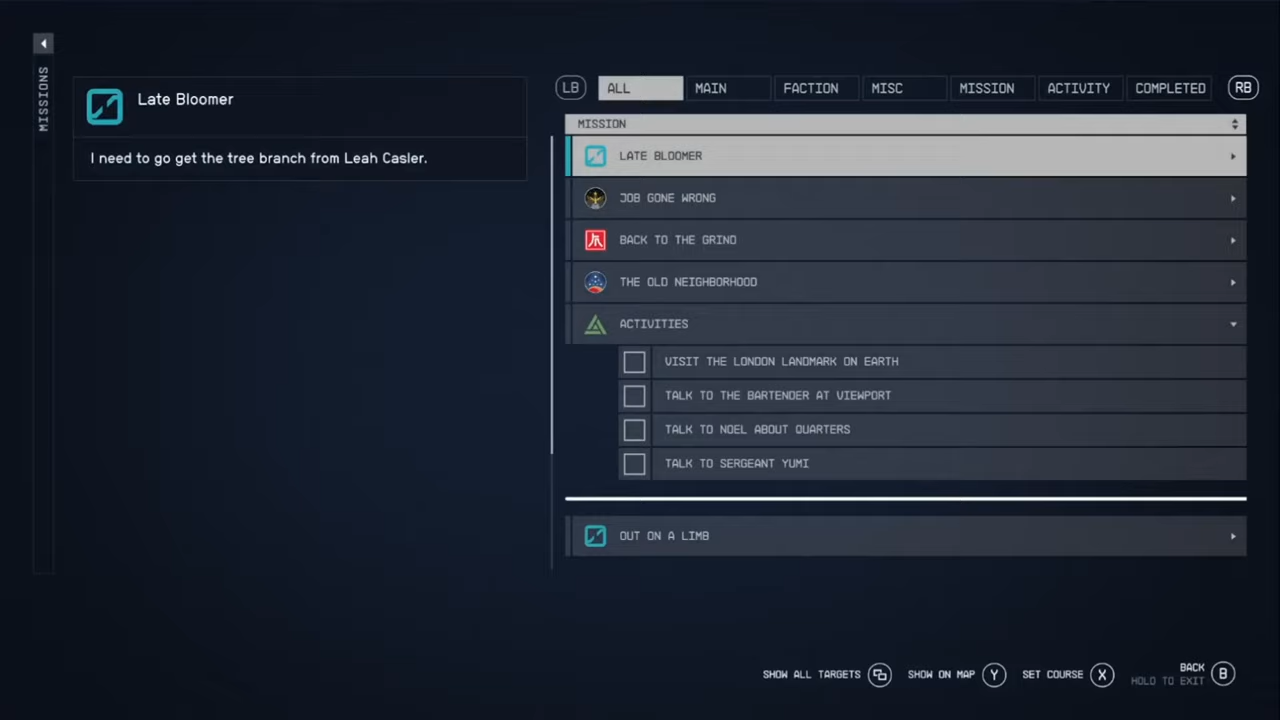 MISSIONS
Late Bloomer
I need to go get the tree branch from Leah Casler.
LB
ALL
MAIN
FACTION
MISC
MISSION
ACTIVITY
COMPLETED
RB
MISSION
LATE BLOOMER
JOB GONE WRONG
BACK TO THE GRIND
THE OLD NEIGHBORHOOD
ACTIVITIES
VISIT THE LONDON LANDMARK ON EARTH
TALK TO THE BARTENDER AT VIEWPORT
TALK TO NOEL ABOUT QUARTERS
TALK TO SERGEANT YUMI
OUT ON A LIMB
SHOW ALL TARGETS
SHOW ON MAP Y
SET COURSE X
BACK B
HOLD TO EXIT